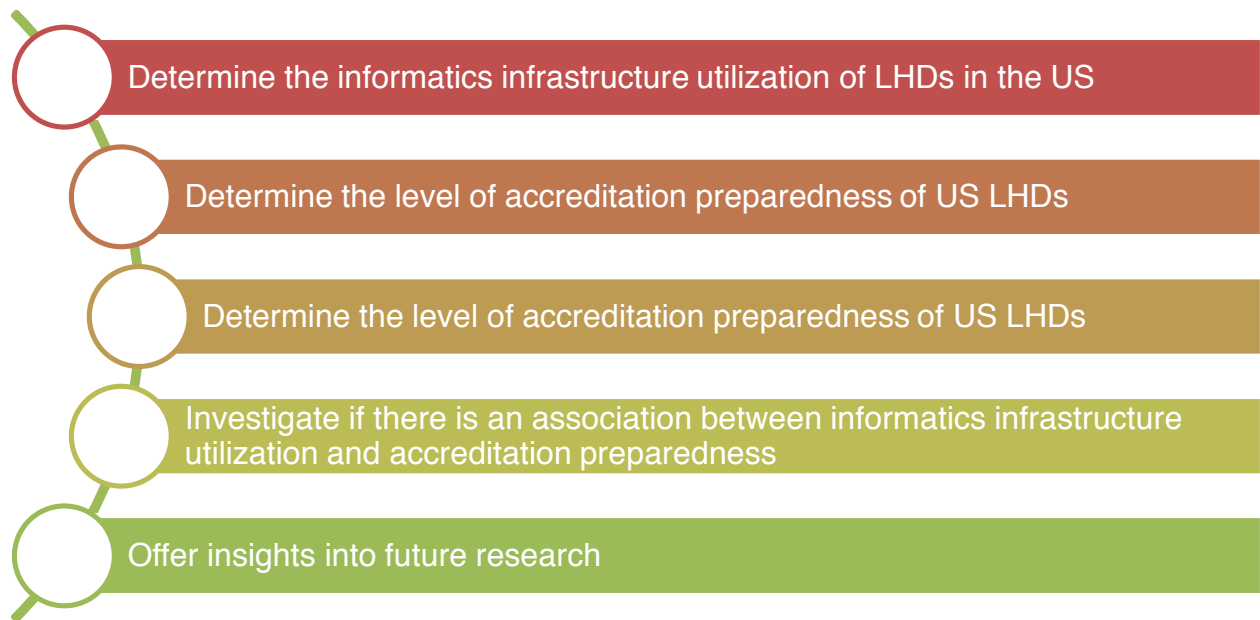 Determine the informatics infrastructure utilization of LHDs in the US
Determine the level of accreditation preparedness of US LHDs
Determine the level of accreditation preparedness of US LHDs
Investigate if there is an association between informatics infrastructure
utilization and accreditation preparedness
Offer insights into future research